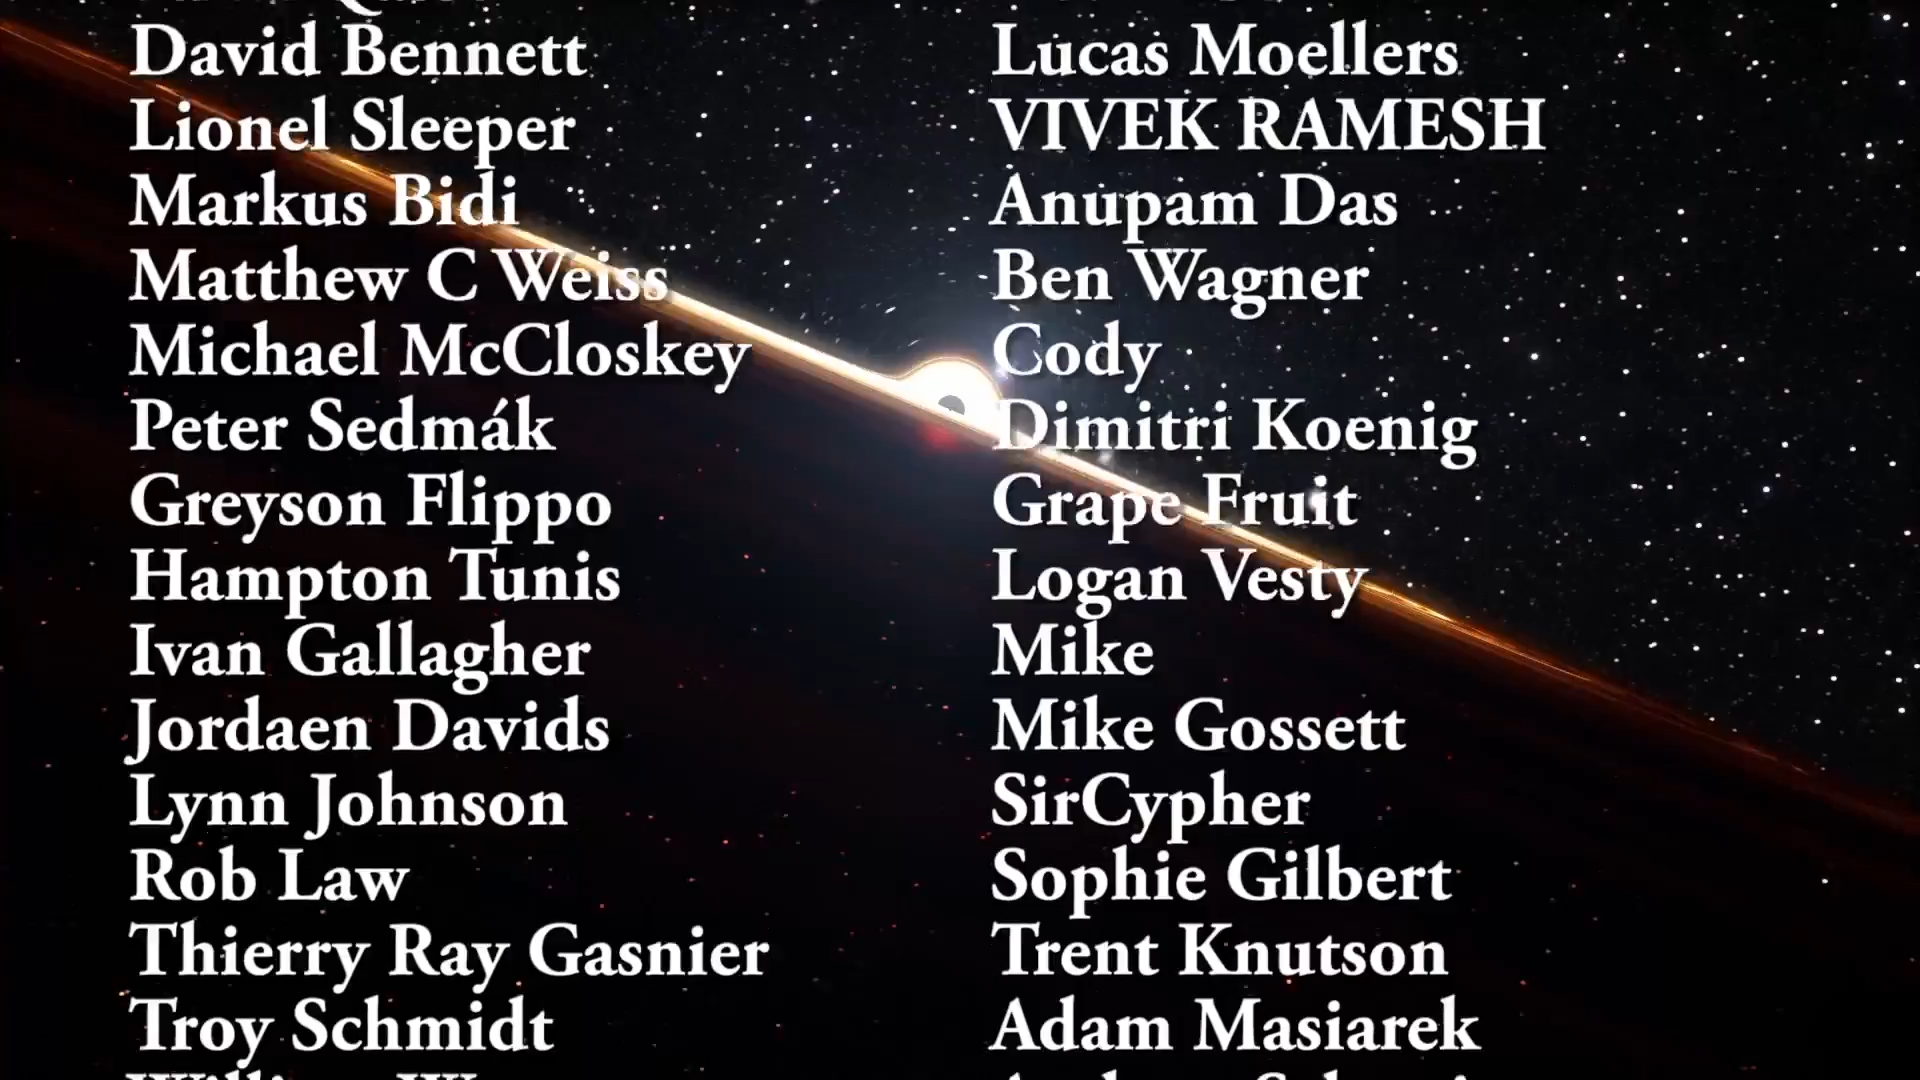 David Bennett
Lionel Sleeper
Markus Bidi
Matthew C Weiss
Michael McCloskey
Peter Sedmák
Greyson Flippo
Hampton Tunis
Ivan Gallagher
Jordaen Davids
Lynn Johnson
Rob Law
Thierry Ray Gasnier
Troy Schmidt
Lucas Moellers
VIVEK RAMESH
Anupam Das
Ben Wagner
Cody
Dimitri Koenig
Grape Fruit
Logan Vesty
Mike
Mike Gossett
SirCypher
Sophie Gilbert
Trent Knutson
Adam Masiarek